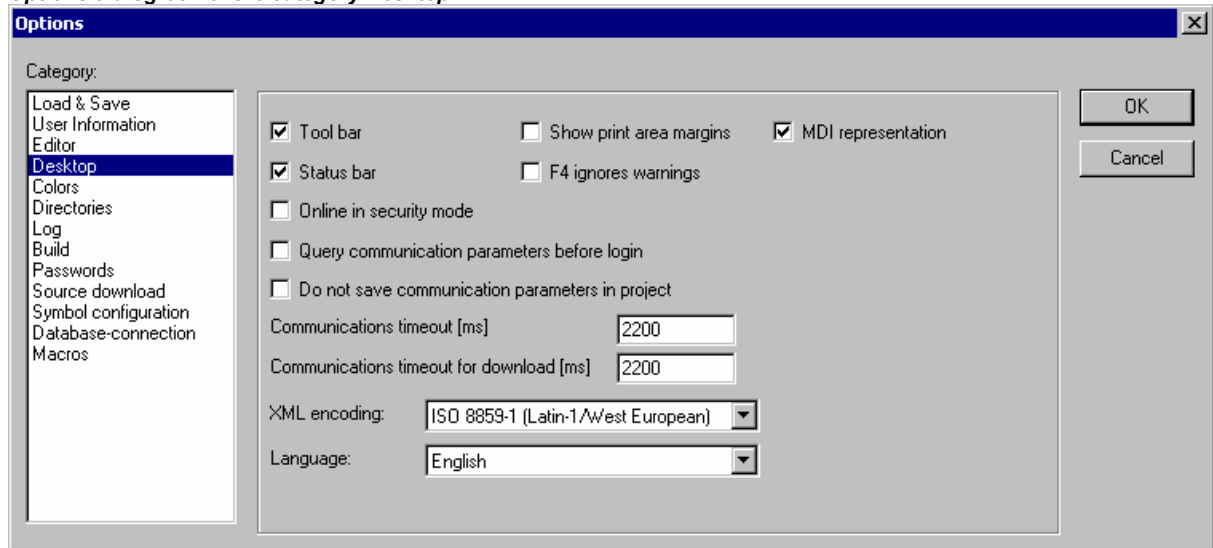 Options
Category:
Load & Save
User Information
Editor
Desktop
Colors
Directories
Log
Build
Passwords
Source download
Symbol configuration
Database-connection
Macros
Tool bar
Show print area margins
MDI representation
Status bar
F4 ignores warnings
Online in security mode
Query communication parameters before login
Do not save communication parameters in project
Communications timeout [ms]
2200
Communications timeout for download [ms]
2200
XML encoding:
ISO 8859-1 (Latin-1/West European)
Language:
English
OK
Cancel